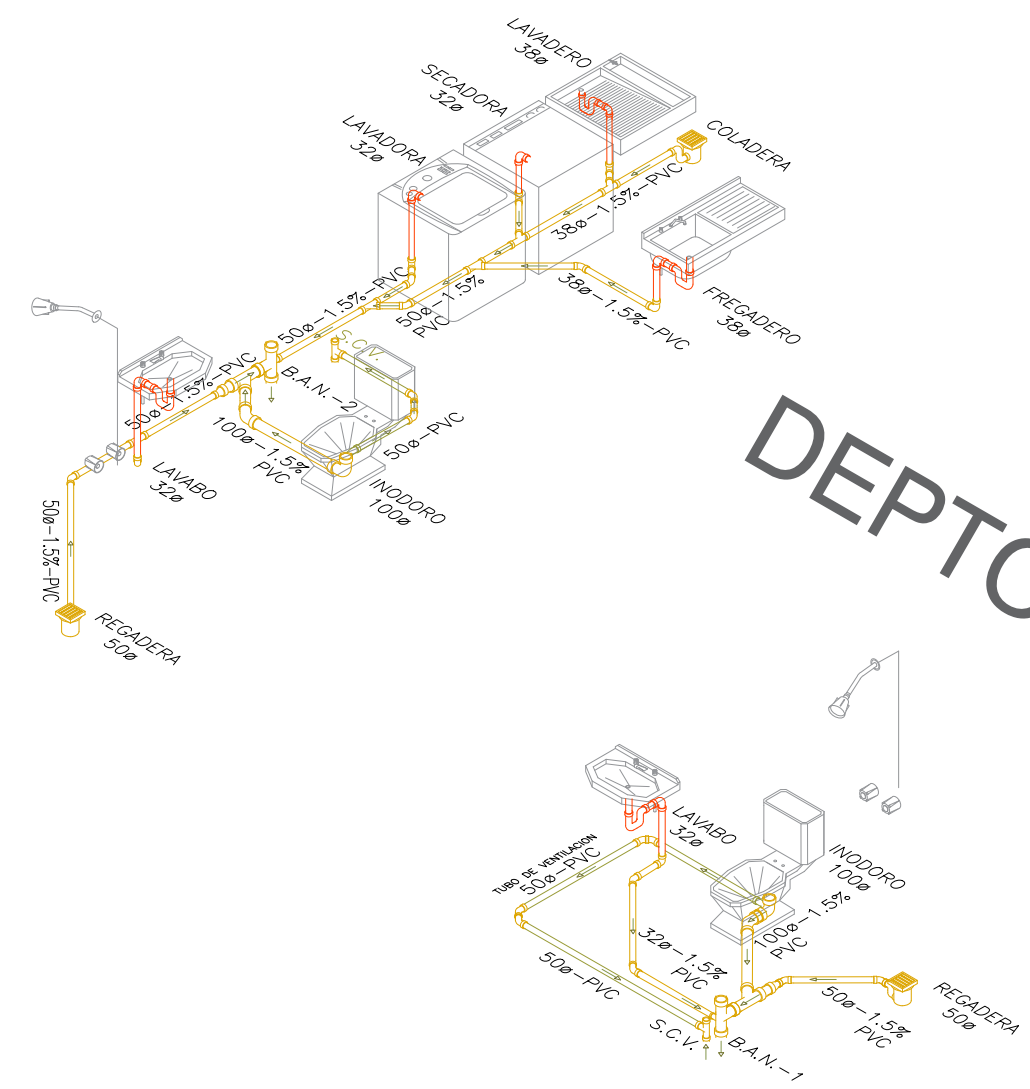 LAVADERO
38ø
SECADORA
32ø
LAVADORA
32ø
COLADERA
38ø-1.5%-PVC
50ø-1.5%-PVC
50ø-1.5%
PVC
38ø-1.5%-PVC
FREGADERO
38ø
S.C.V.
50ø-1.5%-PVC
B.A.N.-2
100ø-1.5%
PVC
50ø-PVC
LAVABO
32ø
INODORO
100ø
50ø-1.5%-PVC
REGADERA
50ø
DEPTO
LAVABO
32ø
TUBO DE VENTILACION
50ø-PVC
INODORO
100ø
100ø-1.5%
PVC
32ø-1.5%
PVC
50ø-PVC
S.C.V.
B.A.N.-1
50ø-1.5%
PVC
REGADERA
50ø